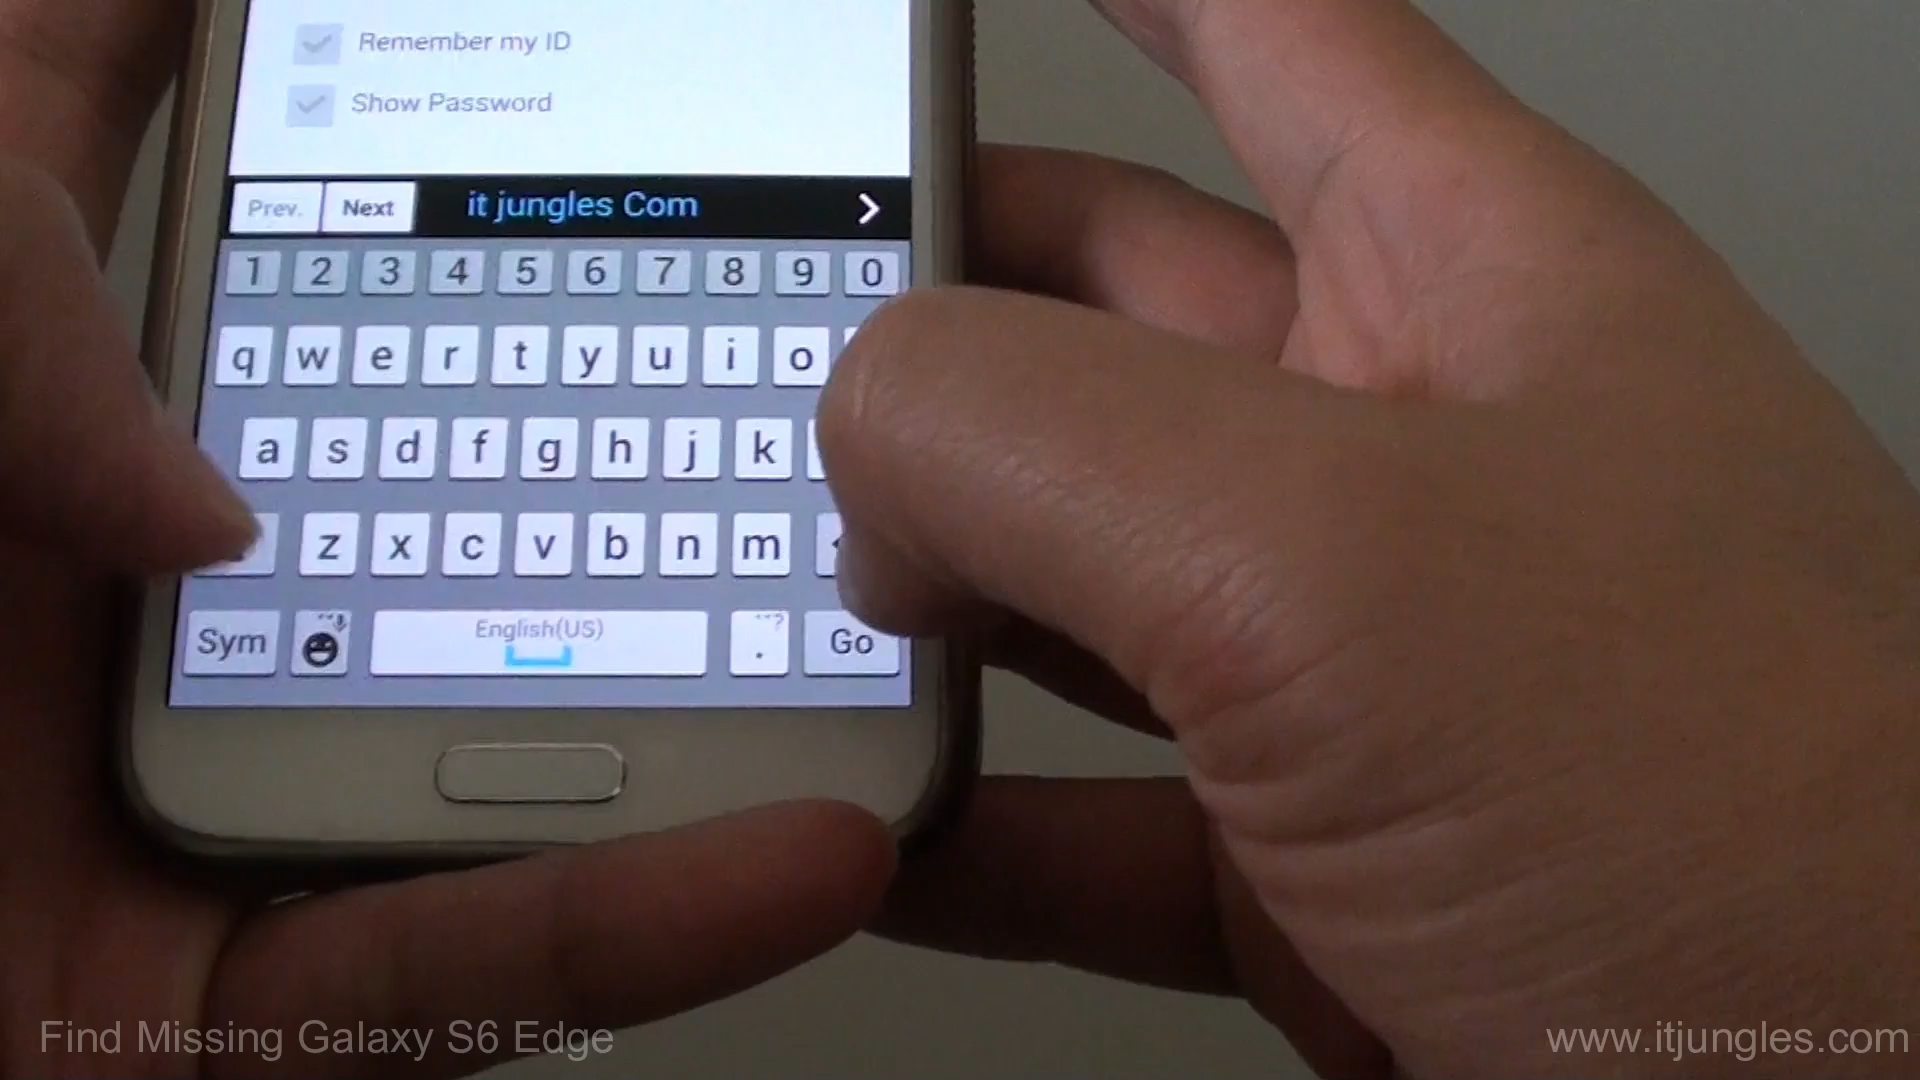 Remember my ID
Show Password
Prev. Next it jungles Com
1 2 3 4 5 6 7 8 9 0
q w e r t y u i o
a s d f g h j k
z x c v b n m
Sym English(US) . ? Go
Find Missing Galaxy S6 Edge
www.itjungles.com